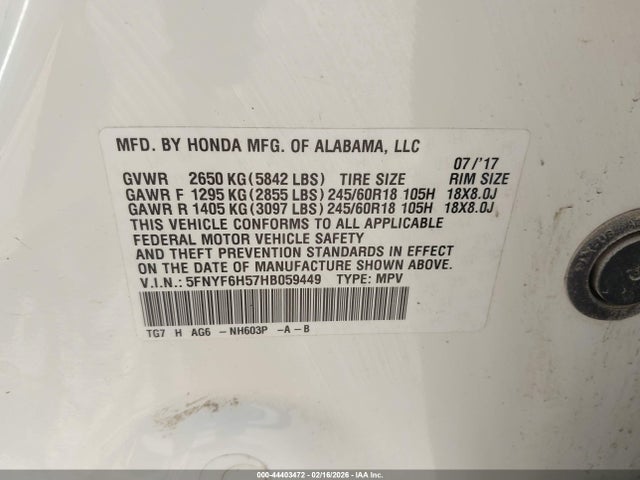 MFD. BY HONDA MFG. OF ALABAMA, LLC
07/'17
GVWR 2650 KG (5842 LBS) TIRE SIZE RIM SIZE
GAWR F 1295 KG (2855 LBS) 245/60R18 105H 18X8.0J
GAWR R 1405 KG (3097 LBS) 245/60R18 105H 18X8.0J
THIS VEHICLE CONFORMS TO ALL APPLICABLE
FEDERAL MOTOR VEHICLE SAFETY
AND THEFT PREVENTION STANDARDS IN EFFECT
ON THE DATE OF MANUFACTURE SHOWN ABOVE.
V.I.N.: 5FNYF6H57HB059449 TYPE: MPV
TG7 H AG6 - NH603P -A-B
000-44403472 - 02/16/2026 - IAA Corp.